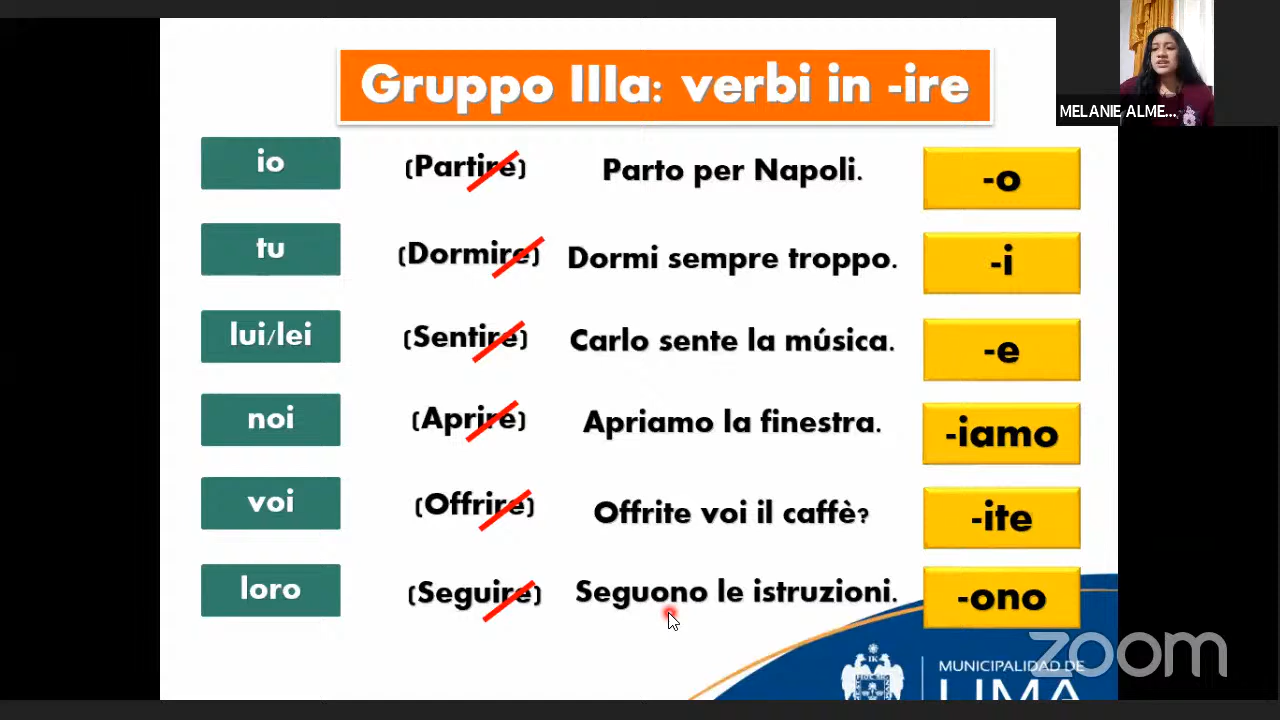 Gruppo IIIa: verbi in -ire
MELANIE ALME...
io (Partire) Parto per Napoli. -o
tu (Dormire) Dormi sempre troppo. -i
lui/lei (Sentire) Carlo sente la música. -e
noi (Aprire) Apriamo la finestra. -iamo
voi (Offrire) Offrite voi il caffè? -ite
loro (Seguire) Seguono le istruzioni. -ono
zoom
MUNICIPALIDAD DE
LIMA